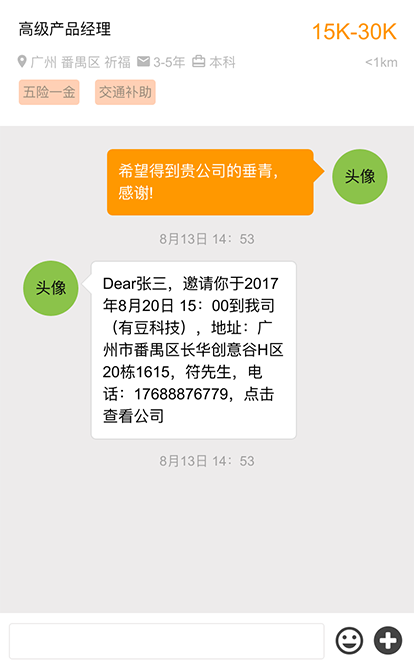 高级产品经理 15K-30K
广州 番禺区 祈福 3-5年 本科 <1km
五险一金 交通补助
希望得到贵公司的垂青，
感谢!
头像
8月13日 14：53
头像
Dear张三，邀请你于2017
年8月20日 15：00到我司
（有豆科技），地址：广
州市番禺区长华创意谷H区
20栋1615，符先生，电
话：17688876779，点击
查看公司
8月13日 14：53